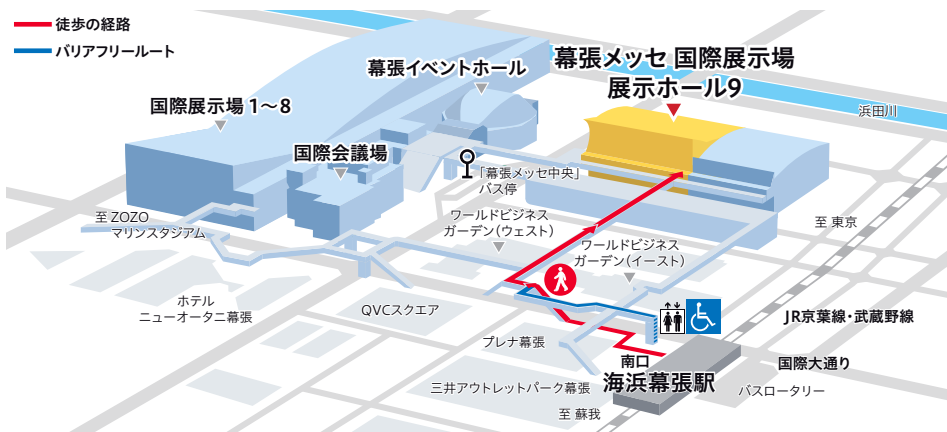 徒歩の経路
バリアフリールート
幕張メッセ 国際展示場
展示ホール9
幕張イベントホール
国際展示場 1～8
浜田川
国際会議場
「幕張メッセ中央」
バス停
至 ZOZO
マリンスタジアム
ワールドビジネス
ガーデン（ウェスト）
至 東京
ワールドビジネス
ガーデン（イースト）
ホテル
ニューオータニ幕張
QVCスクエア
JR京葉線・武蔵野線
プレナ幕張
南口
国際大通り
海浜幕張駅
三井アウトレットパーク幕張
バスロータリー
至 蘇我